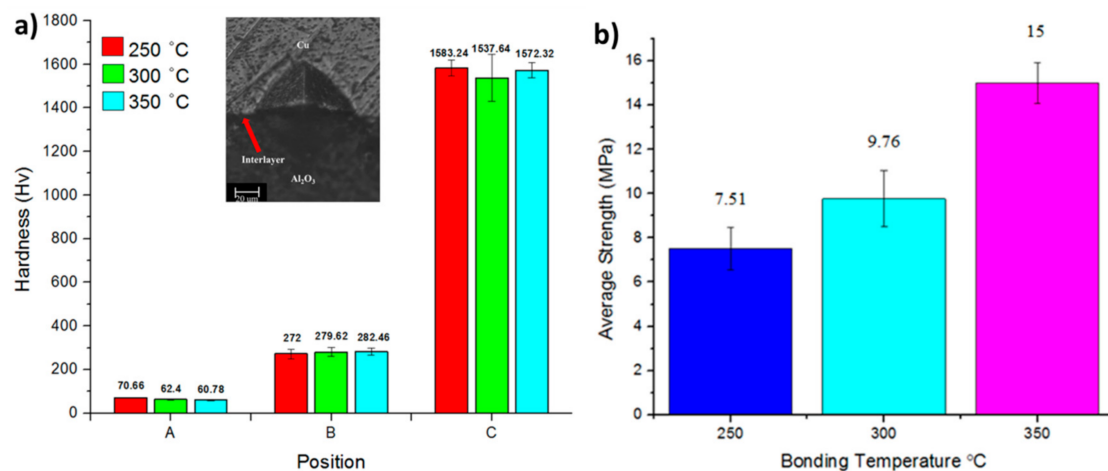 a)
1800
1600
1400
1200
1000
800
600
400
200
0
Hardness (Hv)
250 °C
300 °C
350 °C
Cu
Interlayer
Al₂O₃
20 um
70.66
62.4
60.78
272
279.62
282.46
1583.24
1537.64
1572.32
A
B
C
Position
b)
16
14
12
10
8
6
4
2
0
Average Strength (MPa)
7.51
9.76
15
250
300
350
Bonding Temperature °C